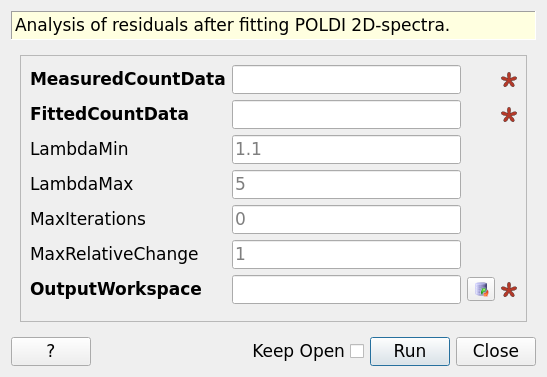 Analysis of residuals after fitting POLDI 2D-spectra.
MeasuredCountData
FittedCountData
LambdaMin 1.1
LambdaMax 5
MaxIterations 0
MaxRelativeChange 1
OutputWorkspace
? Keep Open Run Close